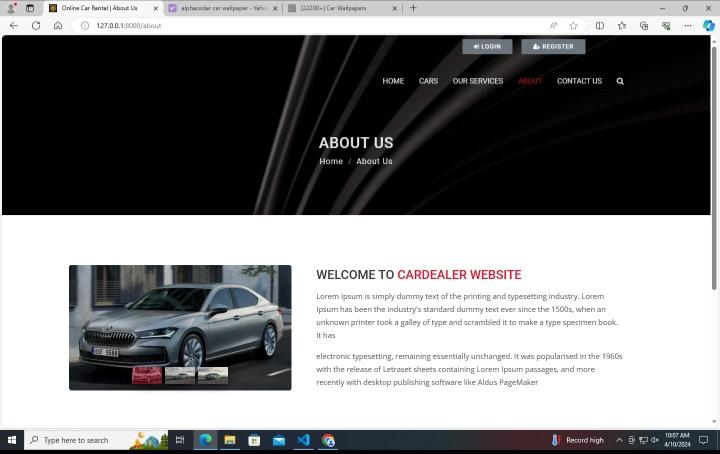 Online Car Rental | About Us
alphacoder car wallpaper - Yaho
[22200+] Car Wallpapers
127.0.0.1:8000/about
LOGIN
REGISTER
HOME
CARS
OUR SERVICES
ABOUT
CONTACT US
ABOUT US
Home / About Us
WELCOME TO CARDEALER WEBSITE
Lorem Ipsum is simply dummy text of the printing and typesetting industry. Lorem
Ipsum has been the industry's standard dummy text ever since the 1500s, when an
unknown printer took a galley of type and scrambled it to make a type specimen book.
It has
electronic typesetting, remaining essentially unchanged. It was popularised in the 1960s
with the release of Letraset sheets containing Lorem Ipsum passages, and more
recently with desktop publishing software like Aldus PageMaker
Type here to search
Record high
10:07 AM
4/10/2024